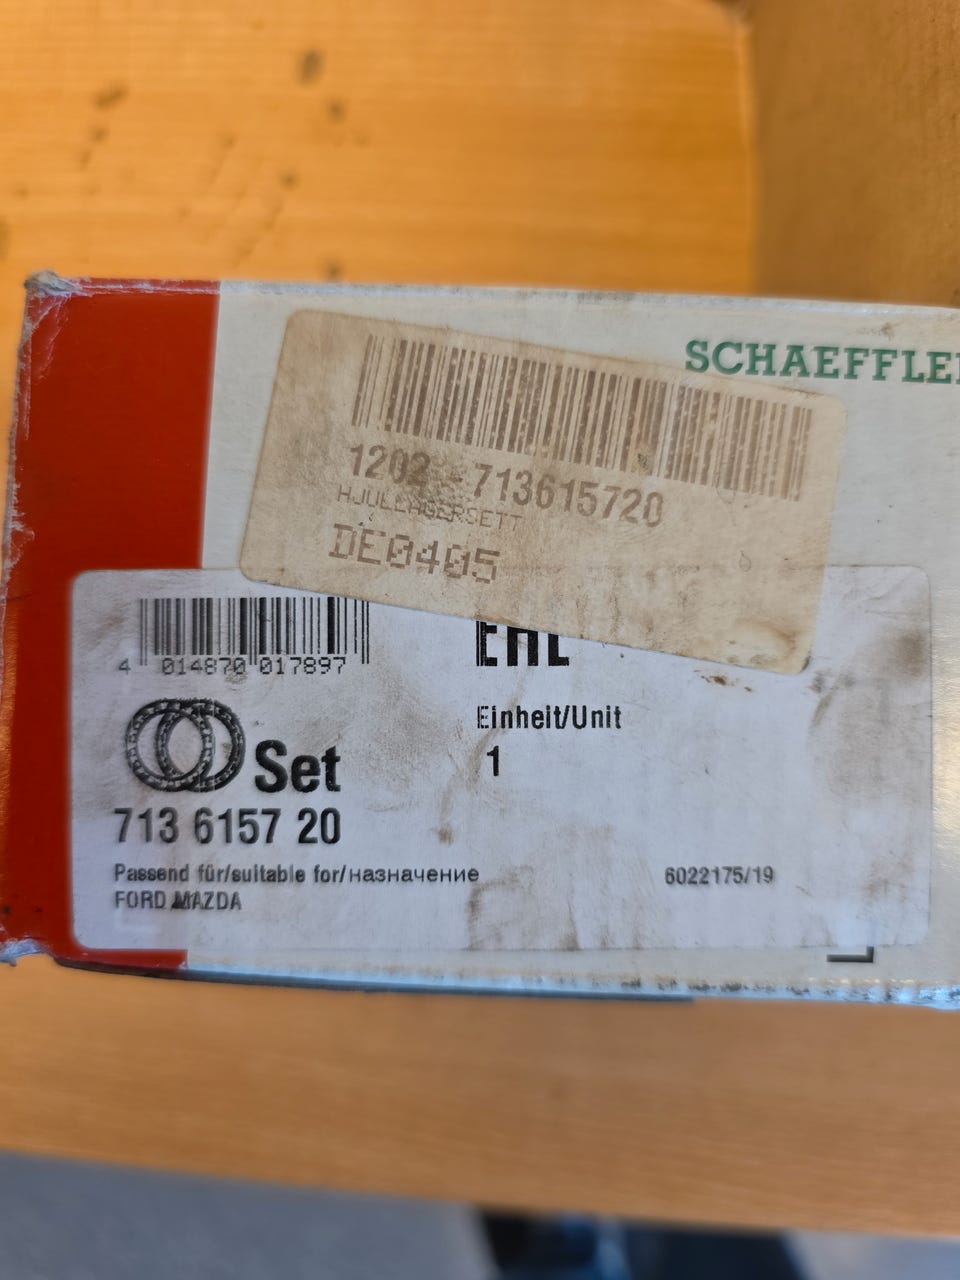 SCHAEFFLER
1202 - 713615720
HJULLAGERSETT
DE0405
4 014870 017897
EAC
Einheit/Unit
1
Set
713 6157 20
Passend für/suitable for/назначение
6022175/19
FORD MAZDA